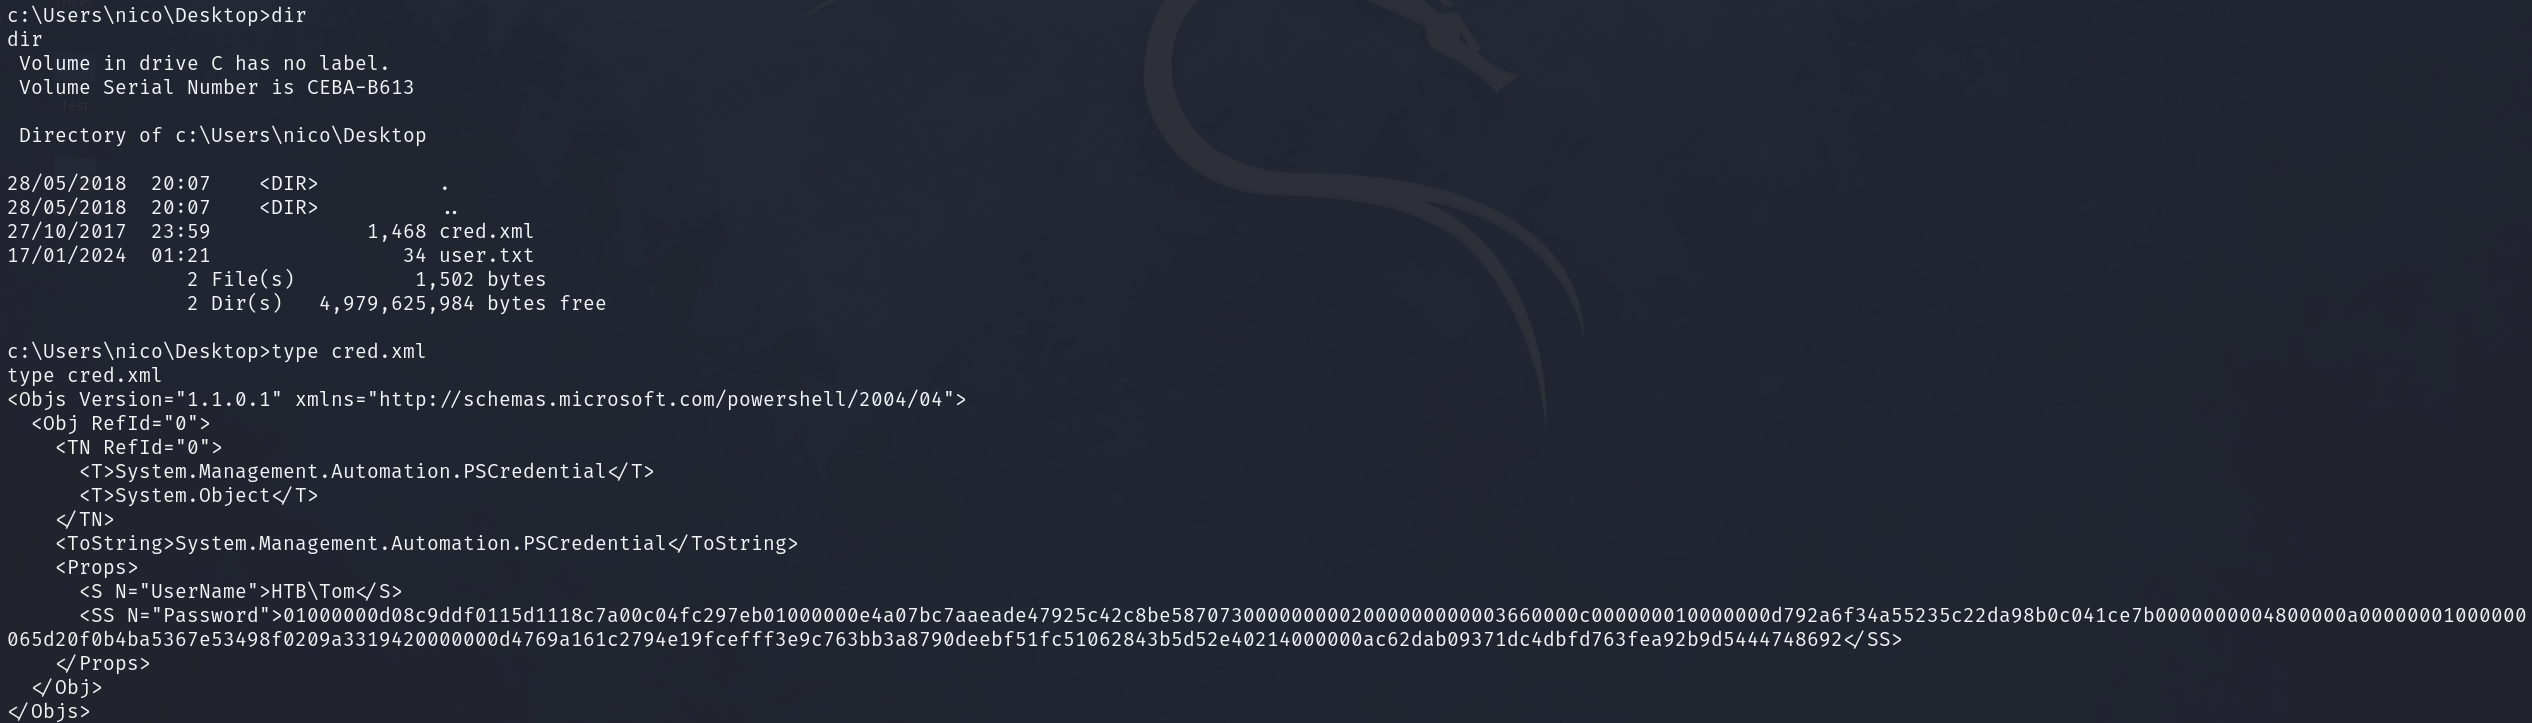 c:\Users\nico\Desktop>dir
dir
 Volume in drive C has no label.
 Volume Serial Number is CEBA-B613
Test
 Directory of c:\Users\nico\Desktop

28/05/2018  20:07    <DIR>          .
28/05/2018  20:07    <DIR>          ..
27/10/2017  23:59             1,468 cred.xml
17/01/2024  01:21                34 user.txt
               2 File(s)          1,502 bytes
               2 Dir(s)   4,979,625,984 bytes free

c:\Users\nico\Desktop>type cred.xml
type cred.xml
<Objs Version="1.1.0.1" xmlns="http://schemas.microsoft.com/powershell/2004/04">
  <Obj RefId="0">
    <TN RefId="0">
      <T>System.Management.Automation.PSCredential</T>
      <T>System.Object</T>
    </TN>
    <ToString>System.Management.Automation.PSCredential</ToString>
    <Props>
      <S N="UserName">HTB\Tom</S>
      <SS N="Password">01000000d08c9ddf0115d1118c7a00c04fc297eb01000000e4a07bc7aaeade47925c42c8be5870730000000002000000000003660000c000000010000000d792a6f34a55235c22da98b0c041ce7b0000000004800000a00000001000000
065d20f0b4ba5367e53498f0209a3319420000000d4769a161c2794e19fcefff3e9c763bb3a8790deebf51fc51062843b5d52e40214000000ac62dab09371dc4dbfd763fea92b9d5444748692</SS>
    </Props>
  </Obj>
</Objs>